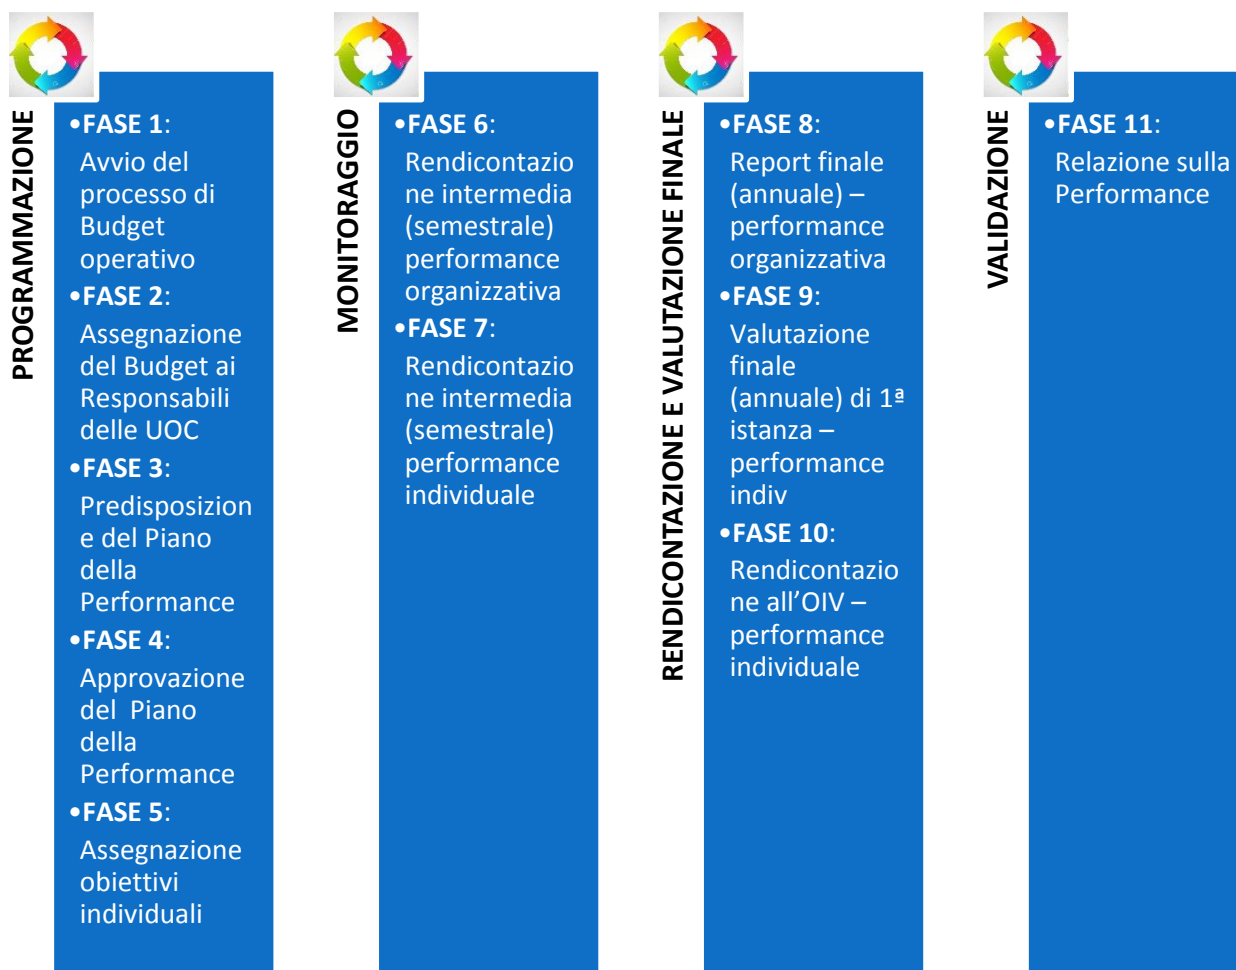 PROGRAMMAZIONE
•FASE 1:
Avvio del
processo di
Budget
operativo
•FASE 2:
Assegnazione
del Budget ai
Responsabili
delle UOC
•FASE 3:
Predisposizion
e del Piano
della
Performance
•FASE 4:
Approvazione
del Piano
della
Performance
•FASE 5:
Assegnazione
obiettivi
individuali
MONITORAGGIO
•FASE 6:
Rendicontazio
ne intermedia
(semestrale)
performance
organizzativa
•FASE 7:
Rendicontazio
ne intermedia
(semestrale)
performance
individuale
RENDICONTAZIONE E VALUTAZIONE FINALE
•FASE 8:
Report finale
(annuale) –
performance
organizzativa
•FASE 9:
Valutazione
finale
(annuale) di 1ª
istanza –
performance
indiv
•FASE 10:
Rendicontazio
ne all’OIV –
performance
individuale
VALIDAZIONE
•FASE 11:
Relazione sulla
Performance